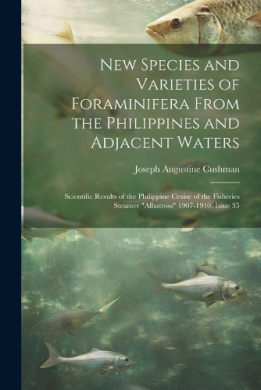 New Species and
Varieties of
Foraminifera From
the Philippines and
Adjacent Waters
Joseph Augustine Cushman
Scientific Results of the Philippine Cruise of the Fisheries
Steamer "Albatross" 1907-1910, Issue 35